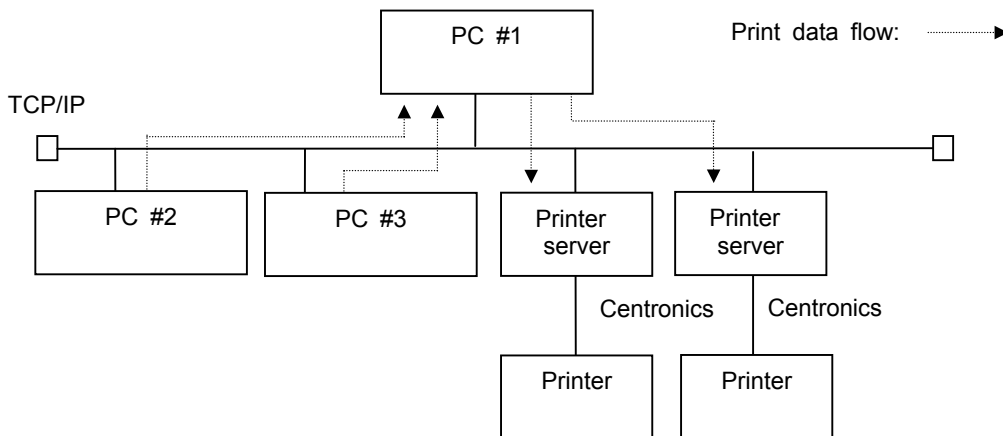 PC #1
Print data flow:
TCP/IP
PC #2
PC #3
Printer
server
Printer
server
Centronics
Centronics
Printer
Printer